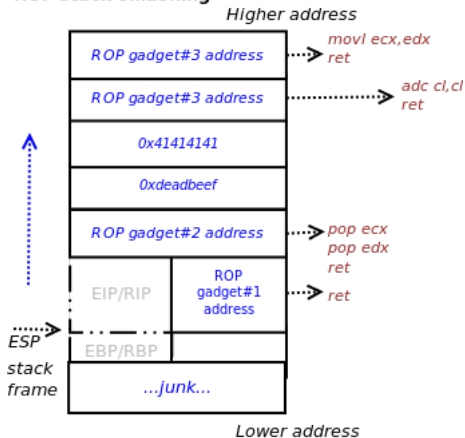 Higher address
ROP gadget#3 address
movl ecx,edx
ret
ROP gadget#3 address
adc cl,cl
ret
0x41414141
0xdeadbeef
ROP gadget#2 address
pop ecx
pop edx
ret
EIP/RIP
ROP
gadget#1
address
ret
ESP
EBP/RBP
stack
frame
...junk...
Lower address